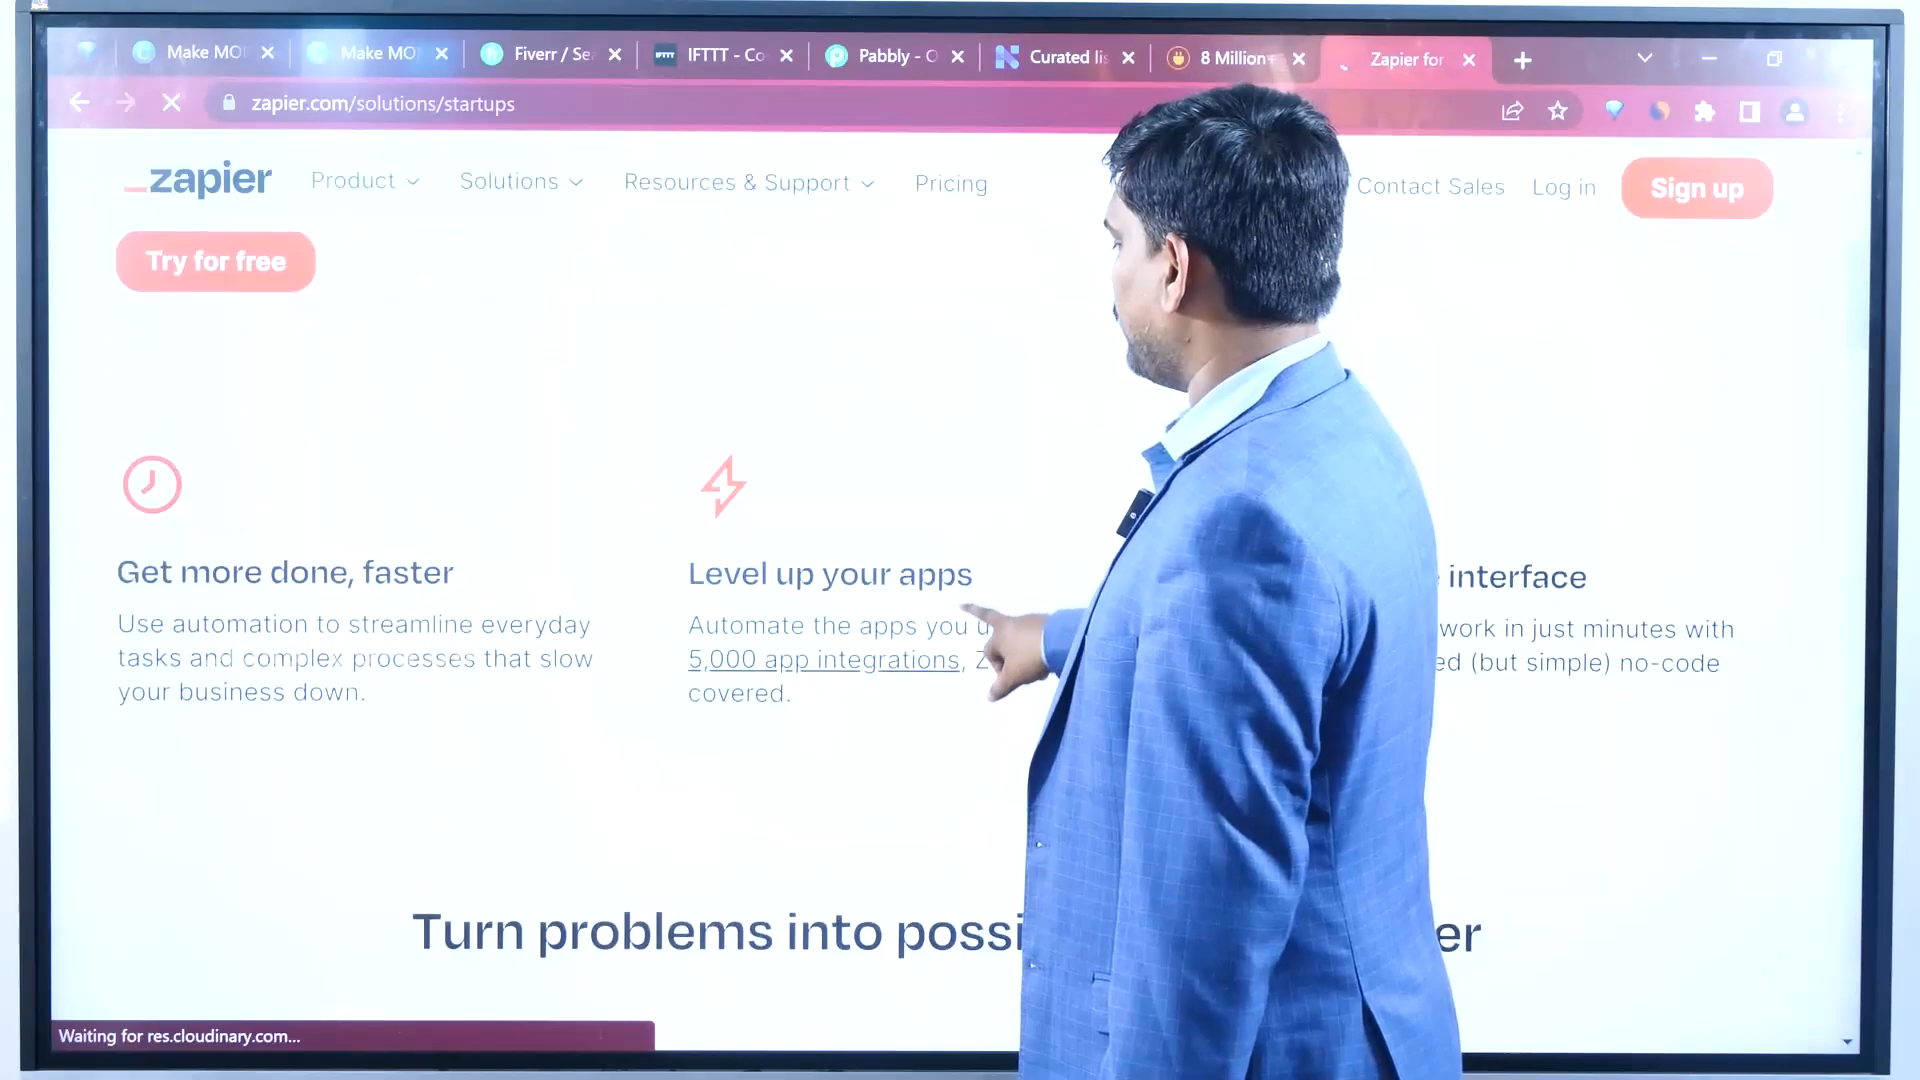 Make MO
Make MO
Fiverr / Se
IFTTT - Co
Pabbly - O
Curated lis
8 Million+
Zapier for
zapier.com/solutions/startups
zapier
Product
Solutions
Resources & Support
Pricing
Contact Sales
Log in
Sign up
Try for free
Get more done, faster
Use automation to streamline everyday
tasks and complex processes that slow
your business down.
Level up your apps
Automate the apps you u
5,000 app integrations, Z
covered.
interface
work in just minutes with
ed (but simple) no-code
Turn problems into possi er
Waiting for res.cloudinary.com...